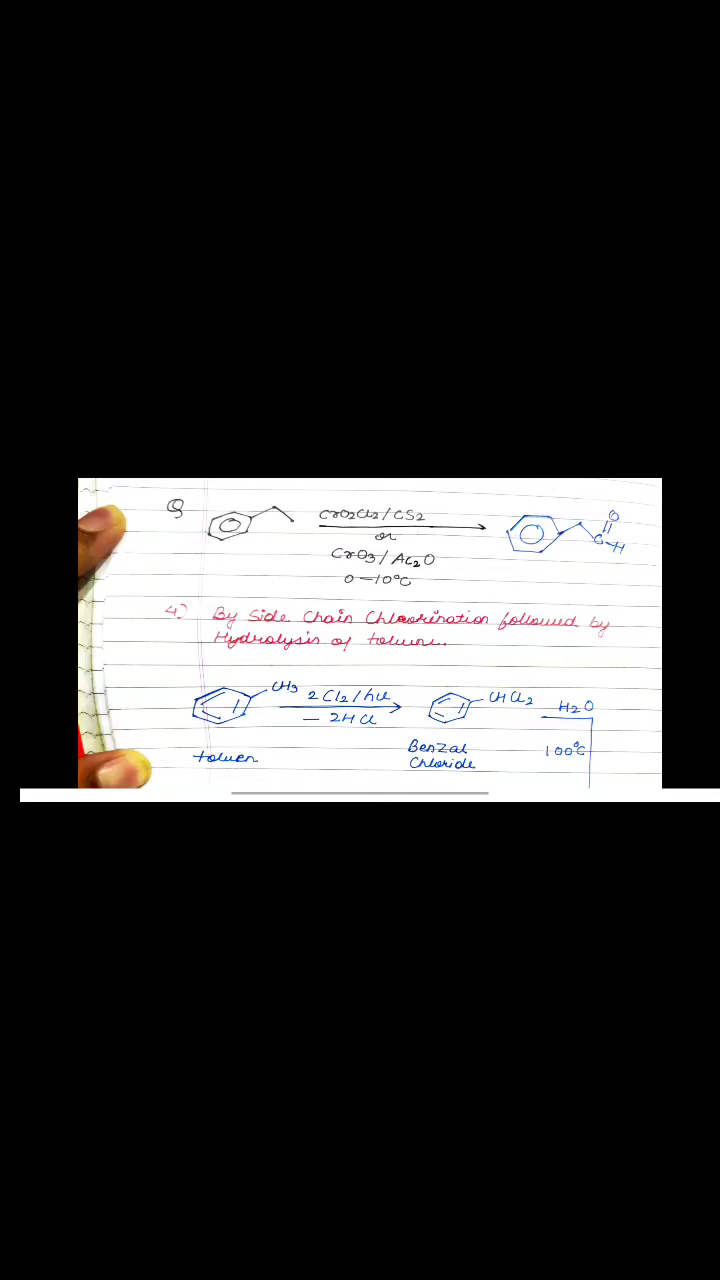 Q CrO2Cl2/CS2
or
CrO3/Ac2O
0-10°C
O
C-H
4) By Side Chain Chlorination followed by
Hydrolysis of toluene.
CH3 2Cl2/hυ CHCl2 H2O
- 2HCl
toluen Benzal Chloride 100°C